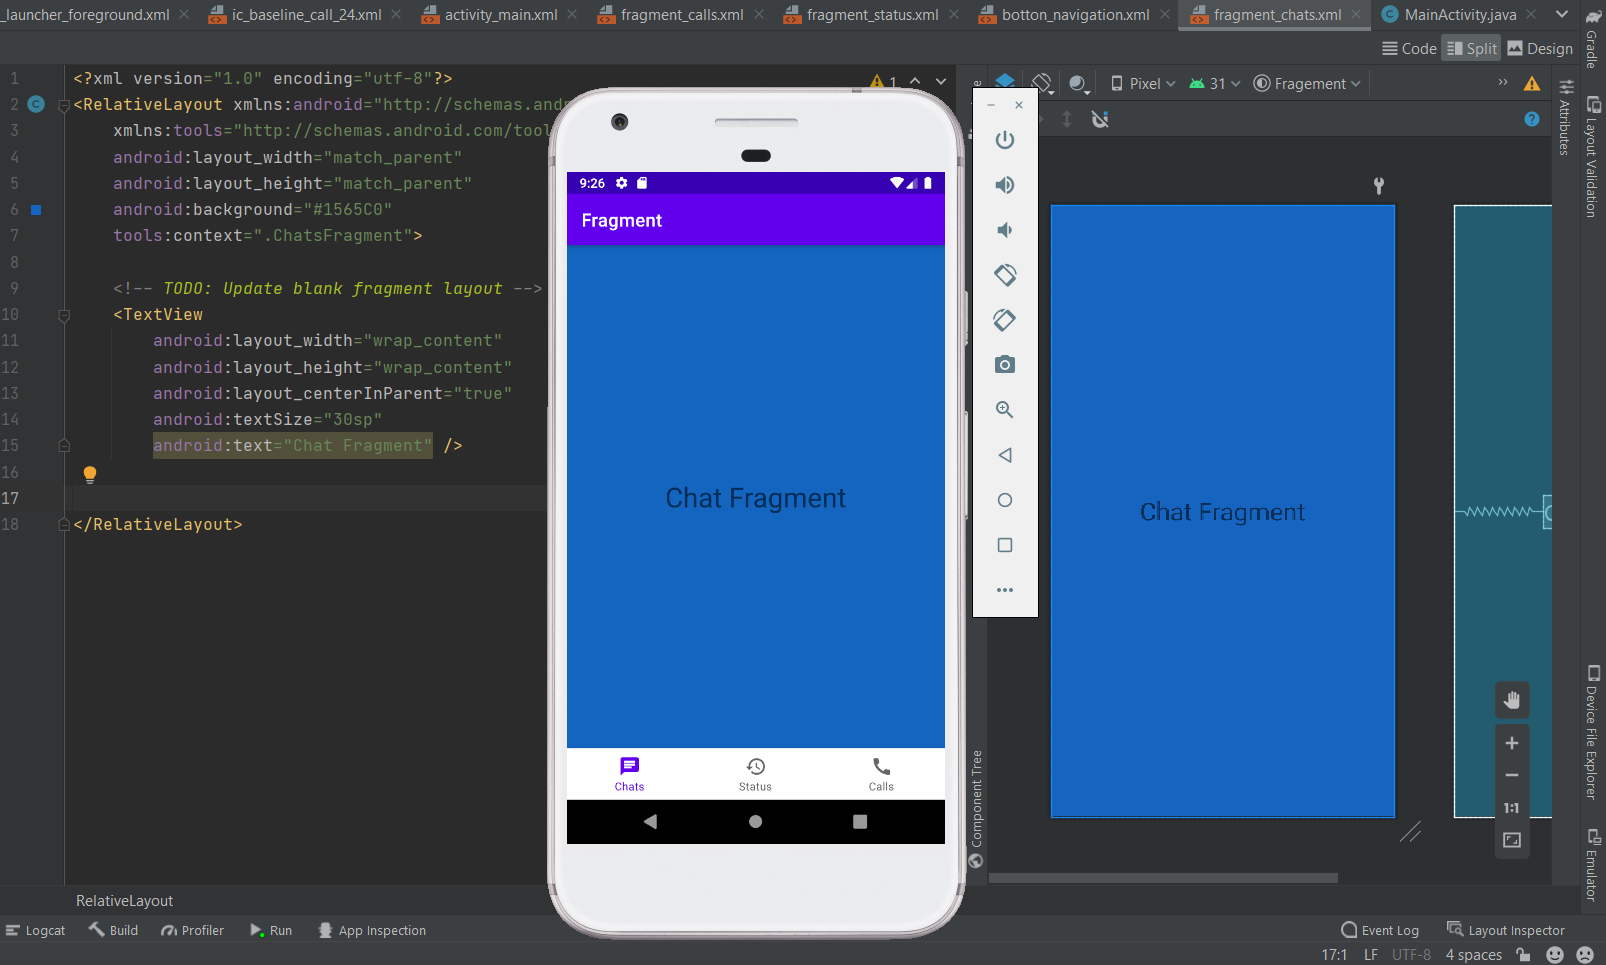 _launcher_foreground.xml ic_baseline_call_24.xml activity_main.xml fragment_calls.xml fragment_status.xml botton_navigation.xml fragment_chats.xml MainActivity.java
Code Split Design
1 <?xml version="1.0" encoding="utf-8"?>
1
Pixel 31 Fragement
2 <RelativeLayout xmlns:android="http://schemas.and
3 xmlns:tools="http://schemas.android.com/tool
4 android:layout_width="match_parent"
5 android:layout_height="match_parent"
6 android:background="#1565C0"
7 tools:context=".ChatsFragment">
8
9 <!-- TODO: Update blank fragment layout -->
10 <TextView
11 android:layout_width="wrap_content"
12 android:layout_height="wrap_content"
13 android:layout_centerInParent="true"
14 android:textSize="30sp"
15 android:text="Chat Fragment" />
16
17
18 </RelativeLayout>
9:26
Fragment
Chat Fragment
Chats Status Calls
Chat Fragment
C
1:1
Component Tree
Attributes
Gradle
Layout Validation
Device File Explorer
Emulator
RelativeLayout
Logcat Build Profiler Run App Inspection Event Log Layout Inspector
17:1 LF UTF-8 4 spaces